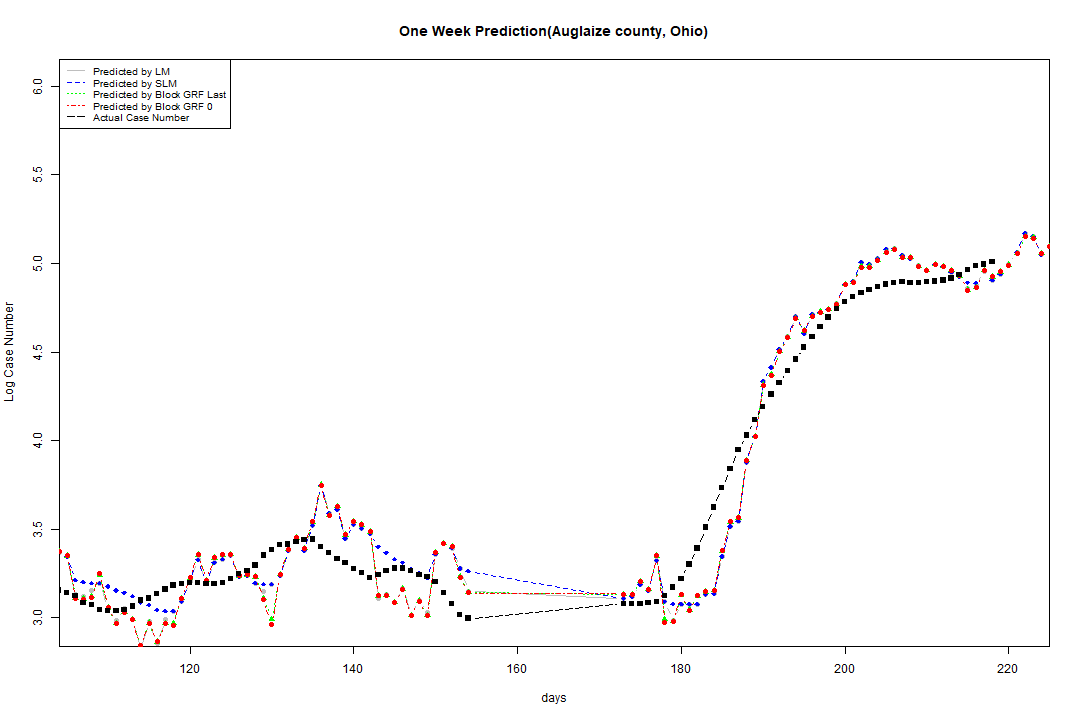 One Week Prediction(Auglaize county, Ohio)
Predicted by LM
Predicted by SLM
Predicted by Block GRF Last
Predicted by Block GRF 0
Actual Case Number
6.0
5.5
5.0
4.5
4.0
3.5
3.0
Log Case Number
120 140 160 180 200 220
days